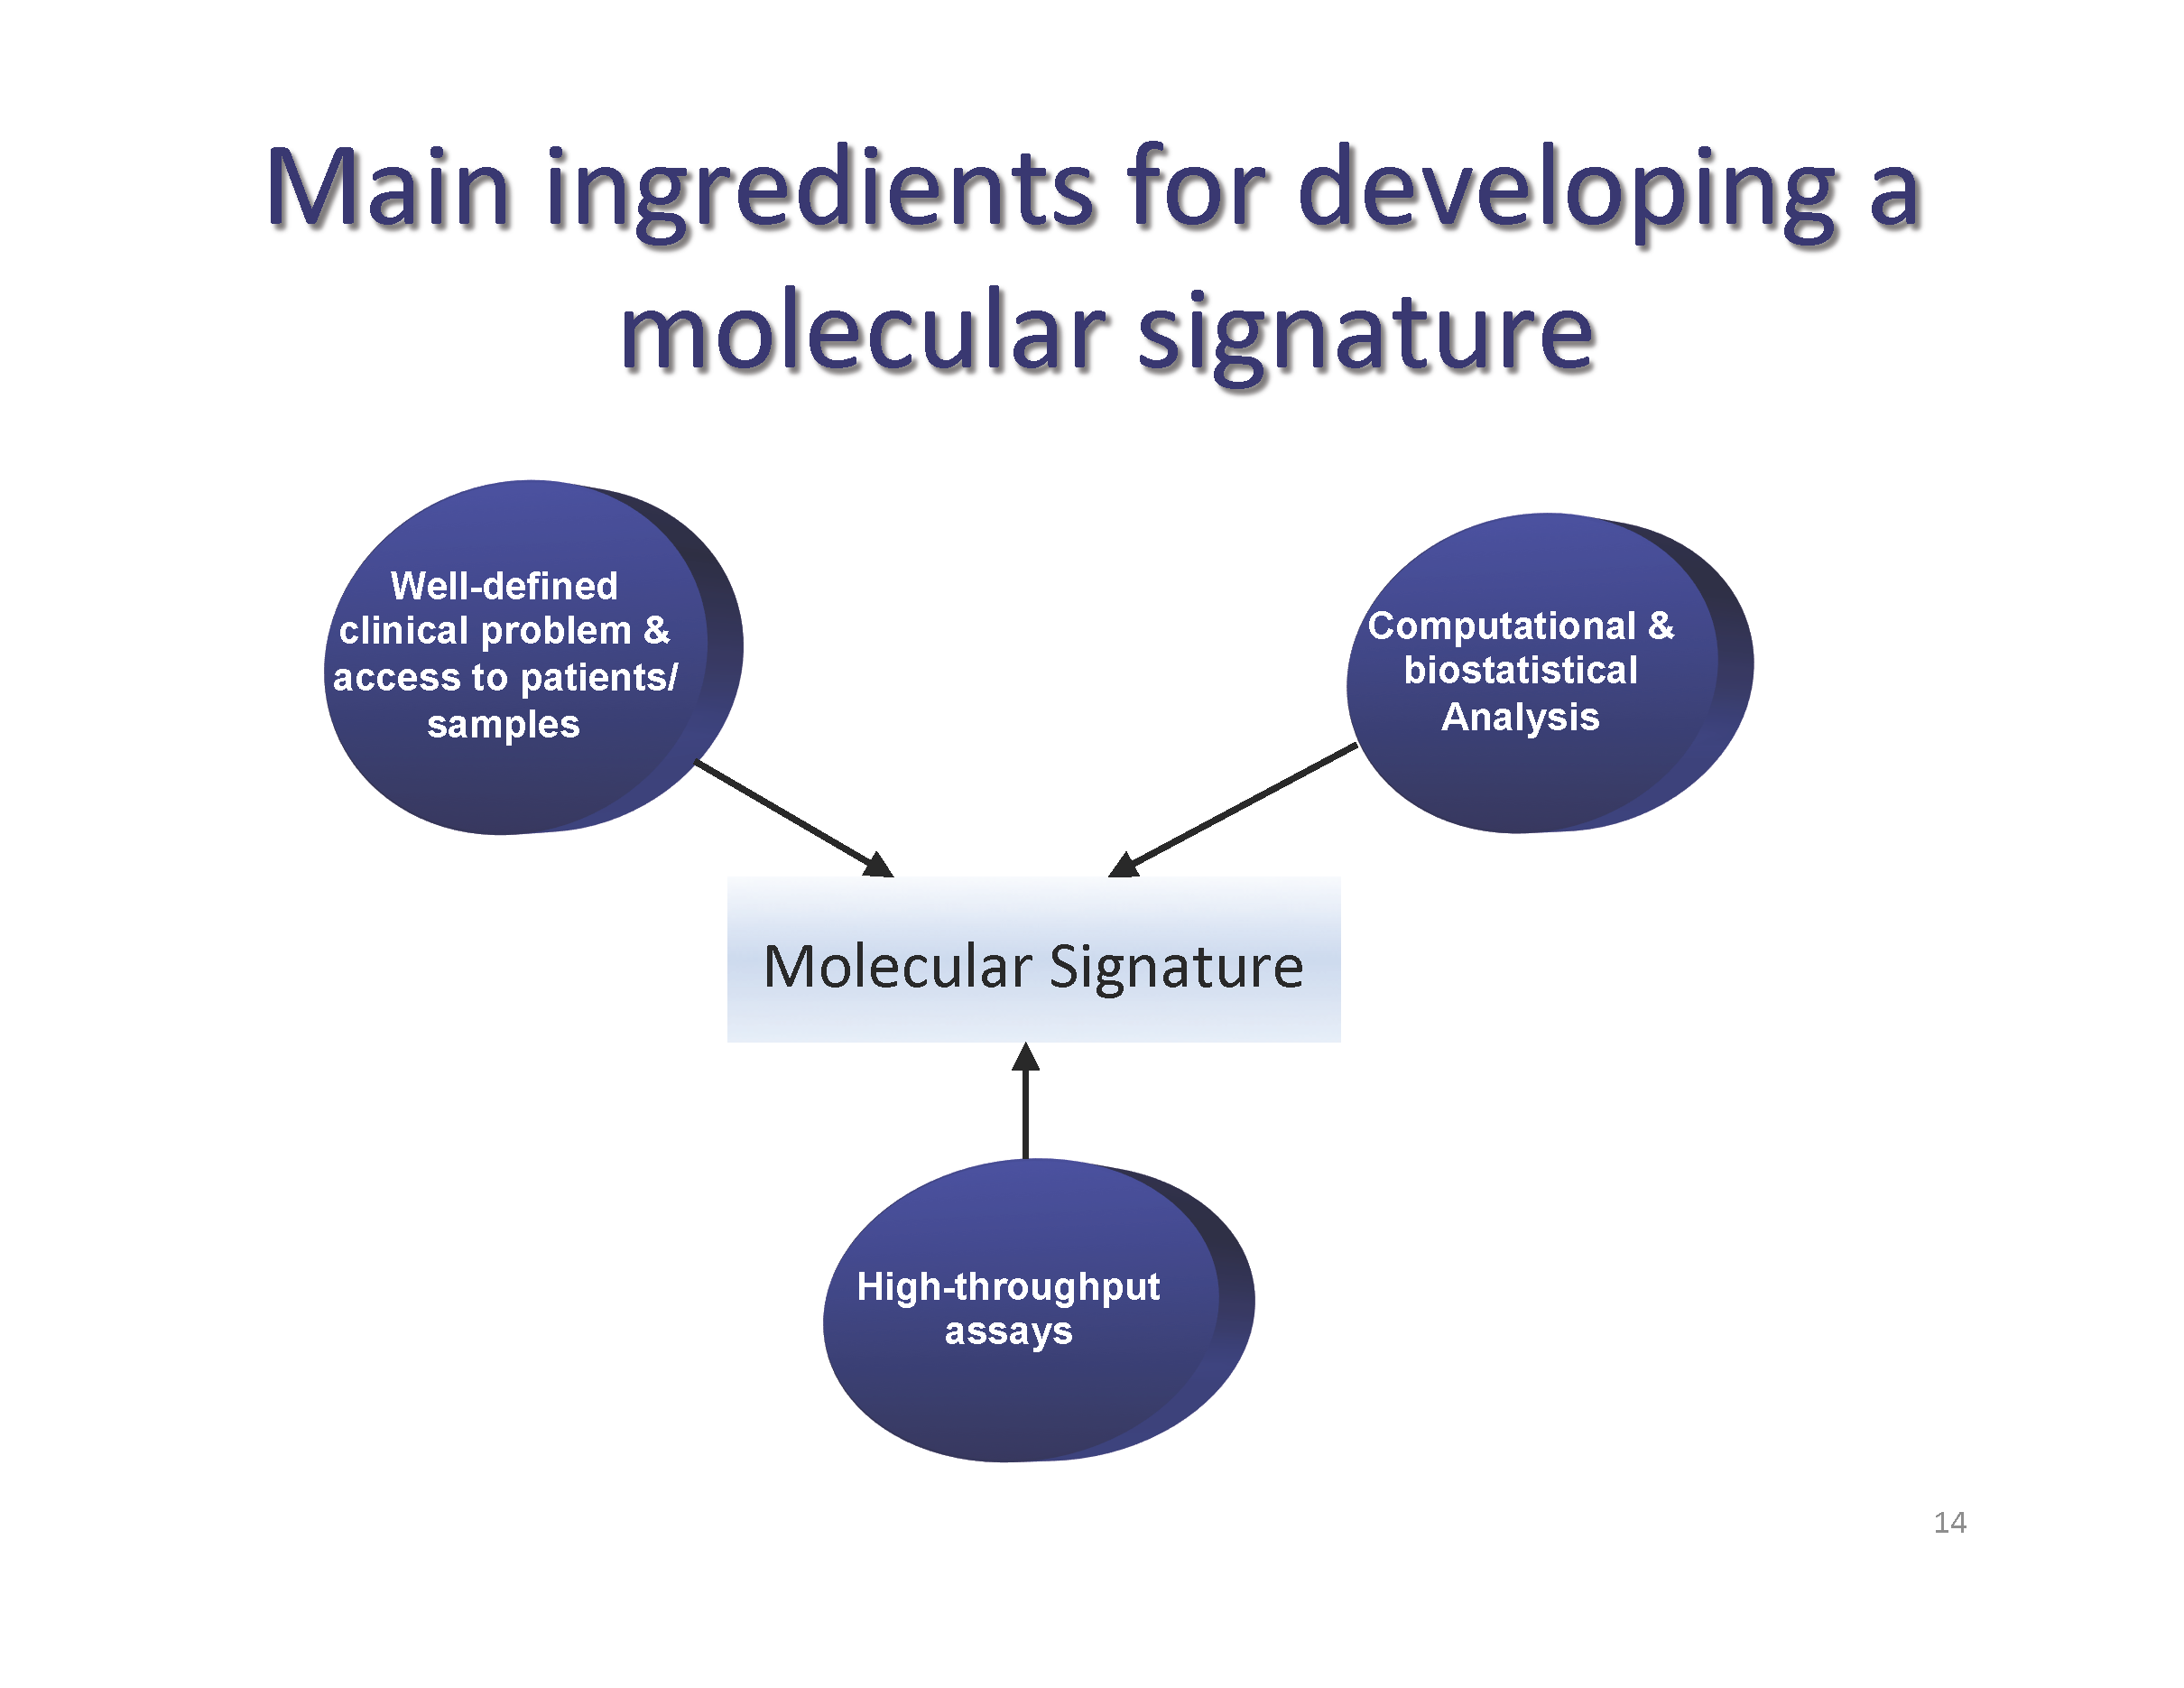 Main ingredients for developing a
molecular signature
Well-defined
clinical problem &
access to patients/
samples
Computational &
biostatistical
Analysis
Molecular Signature
High-throughput
assays
14